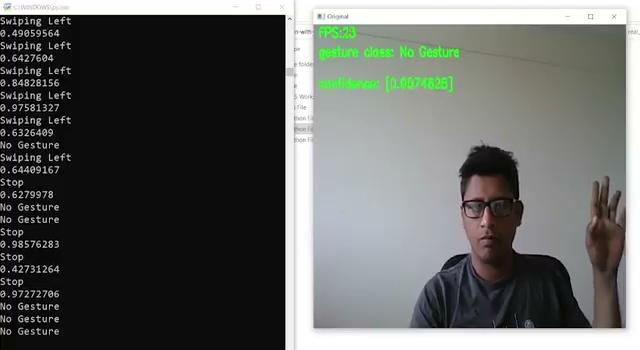 C:\WINDOWS\py.exe
Swiping Left
0.49059564
Swiping Left
0.6427604
Swiping Left
0.84828156
Swiping Left
0.97581327
Swiping Left
0.6326409
No Gesture
Swiping Left
0.64409167
Stop
0.6279978
No Gesture
No Gesture
Stop
0.98576283
Stop
0.42731264
Stop
0.97272706
No Gesture
No Gesture
No Gesture
Original
FPS:23
gesture class: No Gesture
confidence: [0.9974626]